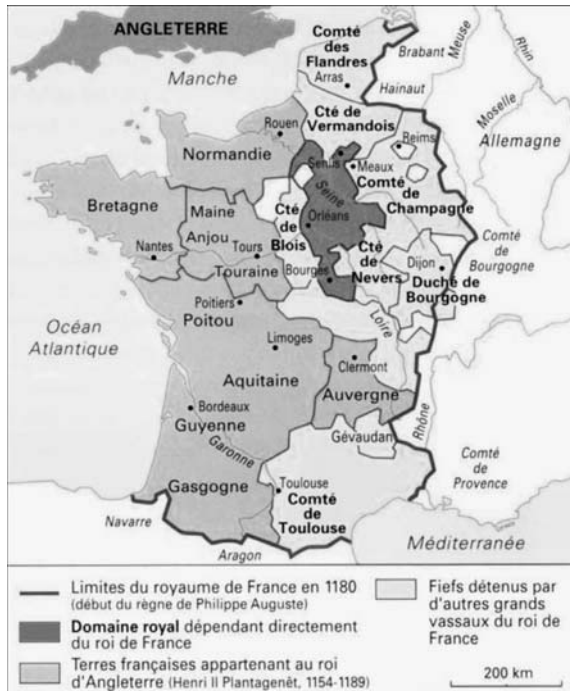 ANGLETERRE
Comté
des
Flandres
Brabant
Meuse
Rhin
Manche
Arras
Hainaut
Moselle
Cté de
Vermandois
Rouen
Reims
Allemagne
Normandie
Senlis
Meaux
Seine
Comté
de
Champagne
Bretagne
Maine
Anjou
Cté
de
Blois
Orléans
Nantes
Tours
Touraine
Cté
de
Nevers
Bourges
Dijon
Duché de
Bourgogne
Comté
de
Bourgogne
Poitiers
Poitou
Loire
Océan
Atlantique
Limoges
Clermont
Aquitaine
Auvergne
Bordeaux
Guyenne
Gévaudan
Rhône
Garonne
Comté
de
Provence
Gascogne
Toulouse
Comté
de
Toulouse
Navarre
Aragon
Méditerranée
Limites du royaume de France en 1180
(début du règne de Philippe Auguste)
Domaine royal dépendant directement
du roi de France
Terres françaises appartenant au roi
d'Angleterre (Henri II Plantagenêt, 1154-1189)
Fiefs détenus par
d'autres grands
vassaux du roi de
France
200 km